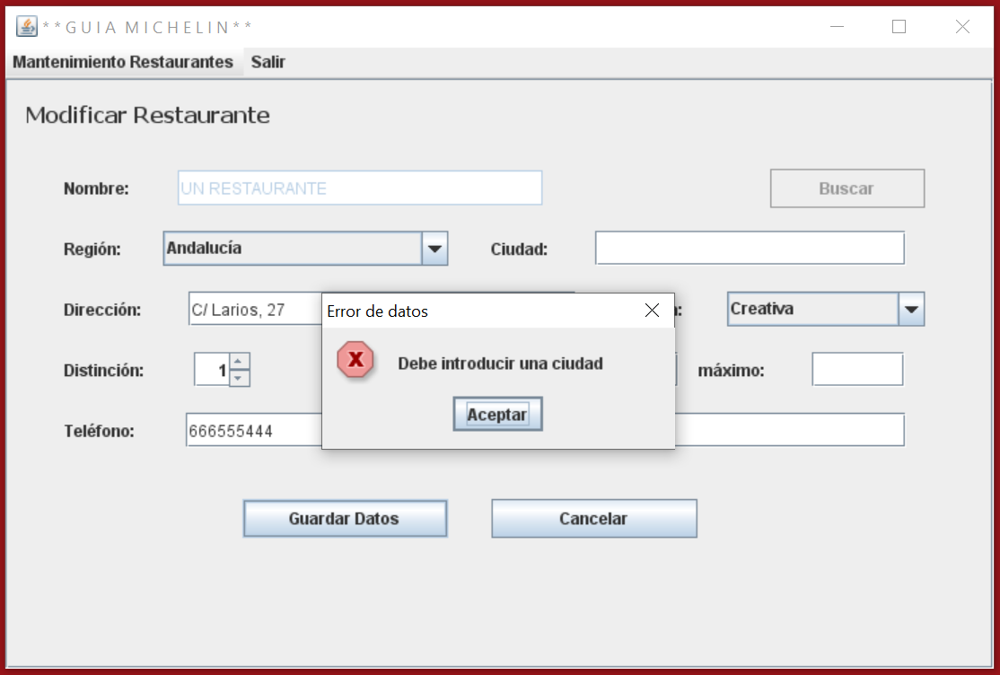 **GUIA MICHELIN**
Mantenimiento Restaurantes Salir
Modificar Restaurante
Nombre: UN RESTAURANTE Buscar
Región: Andalucía Ciudad:
Dirección: C/ Larios, 27 Creativa
Error de datos
Debe introducir una ciudad
Aceptar
Distinción: 1 máximo:
Teléfono: 666555444
Guardar Datos Cancelar